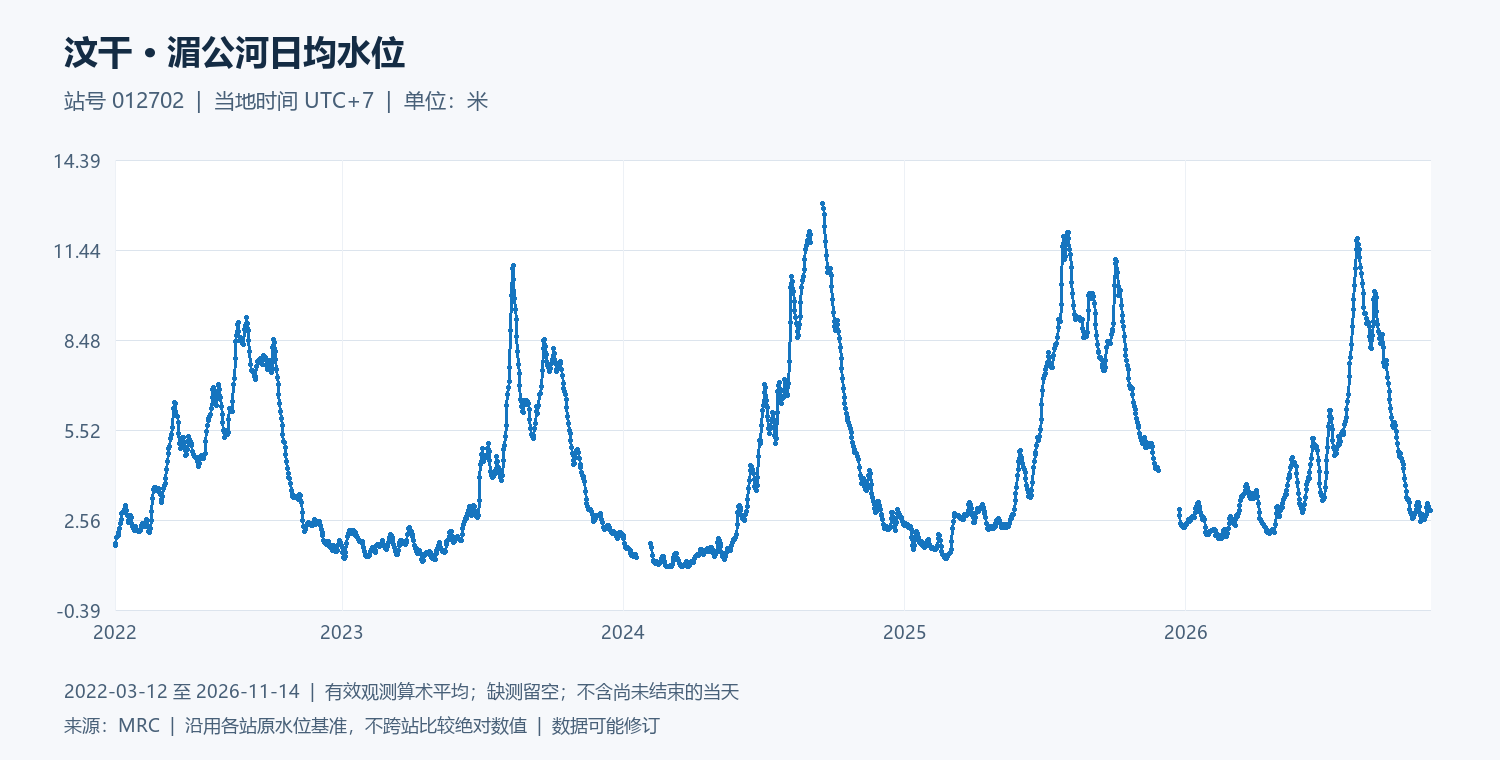 汶干 • 湄公河日均水位
站号 012702 | 当地时间 UTC+7 | 单位：米
14.39
11.44
8.48
5.52
2.56
-0.39
2022 2023 2024 2025 2026
2022-03-12 至 2026-11-14 | 有效观测算术平均；缺测留空；不含尚未结束的当天
来源：MRC | 沿用各站原水位基准，不跨站比较绝对数值 | 数据可能修订